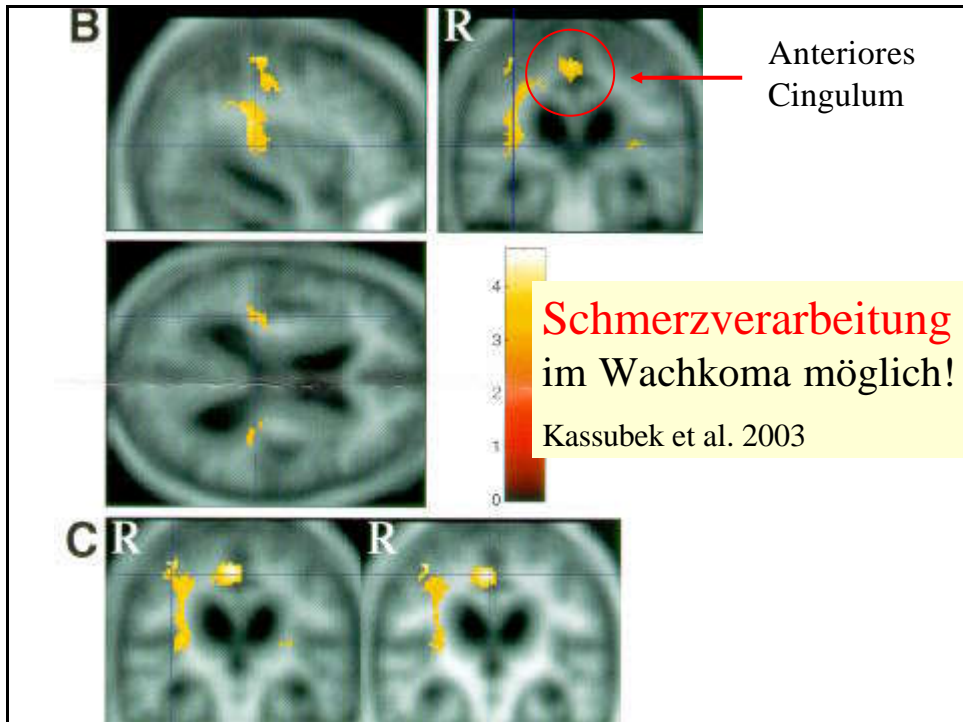 B
R
Anteriores
Cingulum
4
3
2
1
0
Schmerzverarbeitung
im Wachkoma möglich!
Kassubek et al. 2003
C
R
R